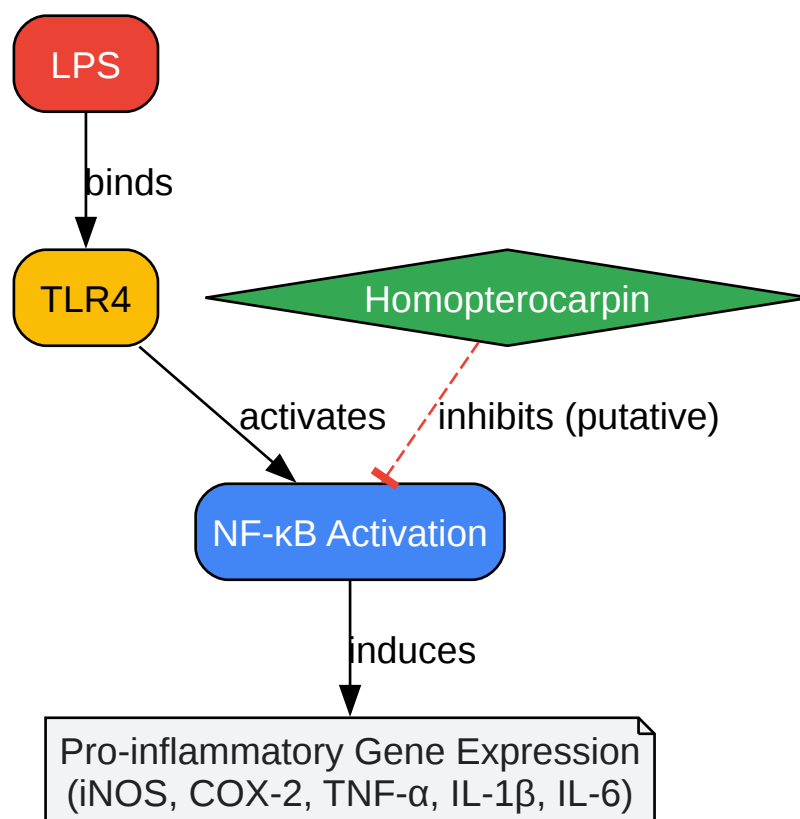 LPS
binds
TLR4
Homopterocarpin
activates
inhibits (putative)
NF-κB Activation
induces
Pro-inflammatory Gene Expression
(iNOS, COX-2, TNF-α, IL-1β, IL-6)